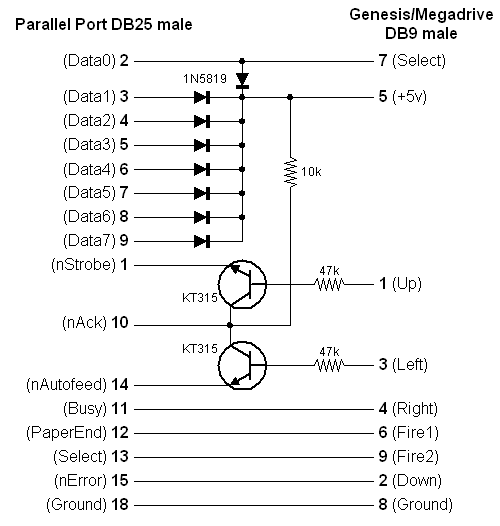 Parallel Port DB25 male
Genesis/Megadrive
DB9 male
(Data0) 2
7 (Select)
1N5819
(Data1) 3
5 (+5v)
(Data2) 4
(Data3) 5
(Data4) 6
10k
(Data5) 7
(Data6) 8
(Data7) 9
(nStrobe) 1
47k
1 (Up)
KT315
(nAck) 10
KT315
47k
3 (Left)
(nAutofeed) 14
(Busy) 11
4 (Right)
(PaperEnd) 12
6 (Fire1)
(Select) 13
9 (Fire2)
(nError) 15
2 (Down)
(Ground) 18
8 (Ground)